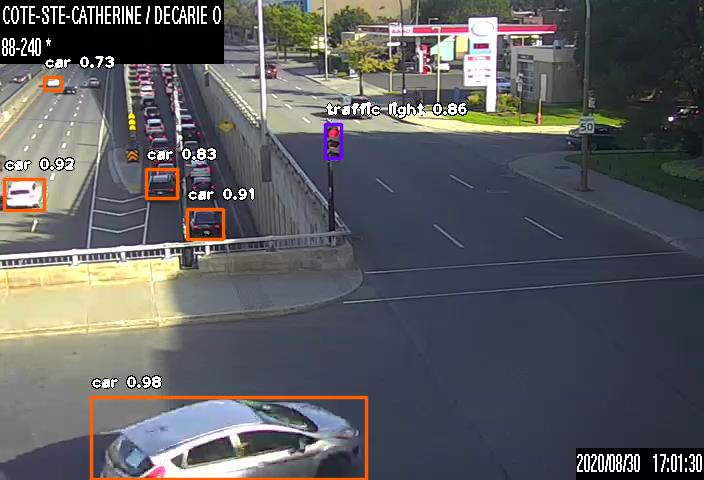 COTE-STE-CATHERINE / DECARIE O
88-240 *
car 0.73
traffic light 0.86
50
car 0.83
car 0.92
car 0.91
car 0.98
2020/08/30 17:01:30